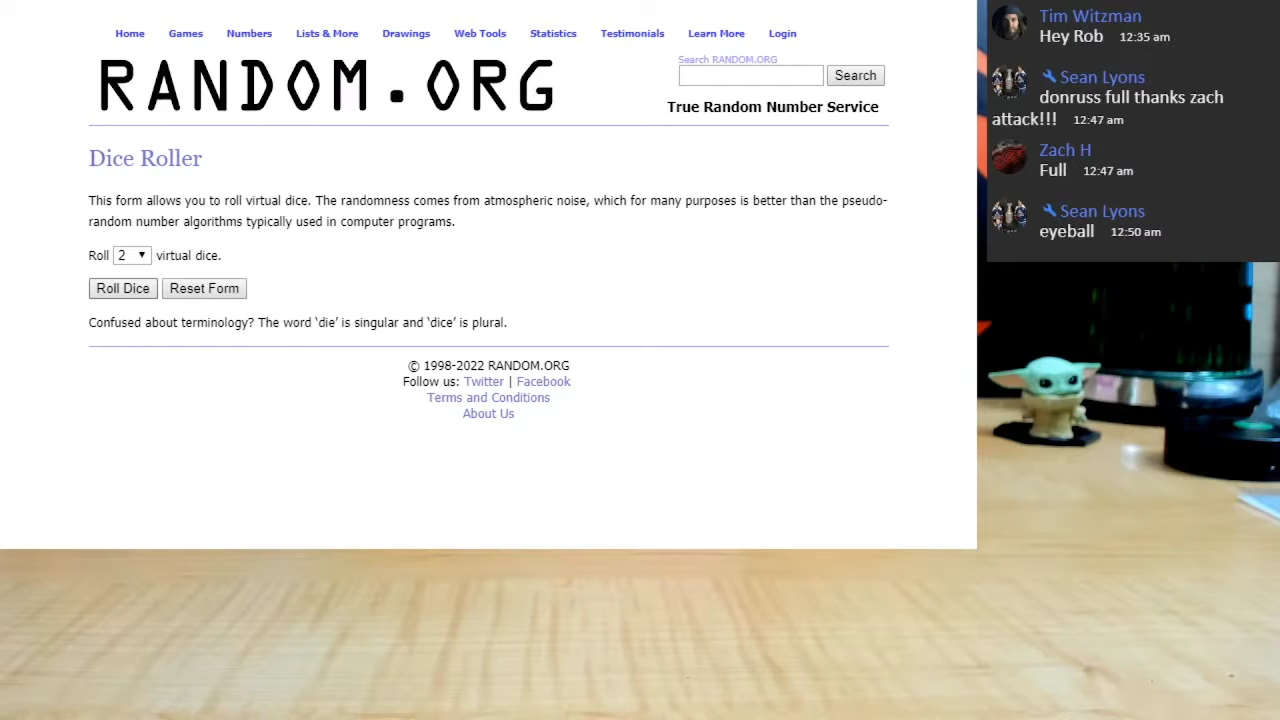 Home Games Numbers Lists & More Drawings Web Tools Statistics Testimonials Learn More Login
RANDOM.ORG
Search RANDOM.ORG
Search
True Random Number Service
Dice Roller
This form allows you to roll virtual dice. The randomness comes from atmospheric noise, which for many purposes is better than the pseudo-
random number algorithms typically used in computer programs.
Roll 2 virtual dice.
Roll Dice Reset Form
Confused about terminology? The word ‘die’ is singular and ‘dice’ is plural.
© 1998-2022 RANDOM.ORG
Follow us: Twitter | Facebook
Terms and Conditions
About Us
Tim Witzman
Hey Rob 12:35 am
Sean Lyons
donruss full thanks zach
attack!!! 12:47 am
Zach H
Full 12:47 am
Sean Lyons
eyeball 12:50 am